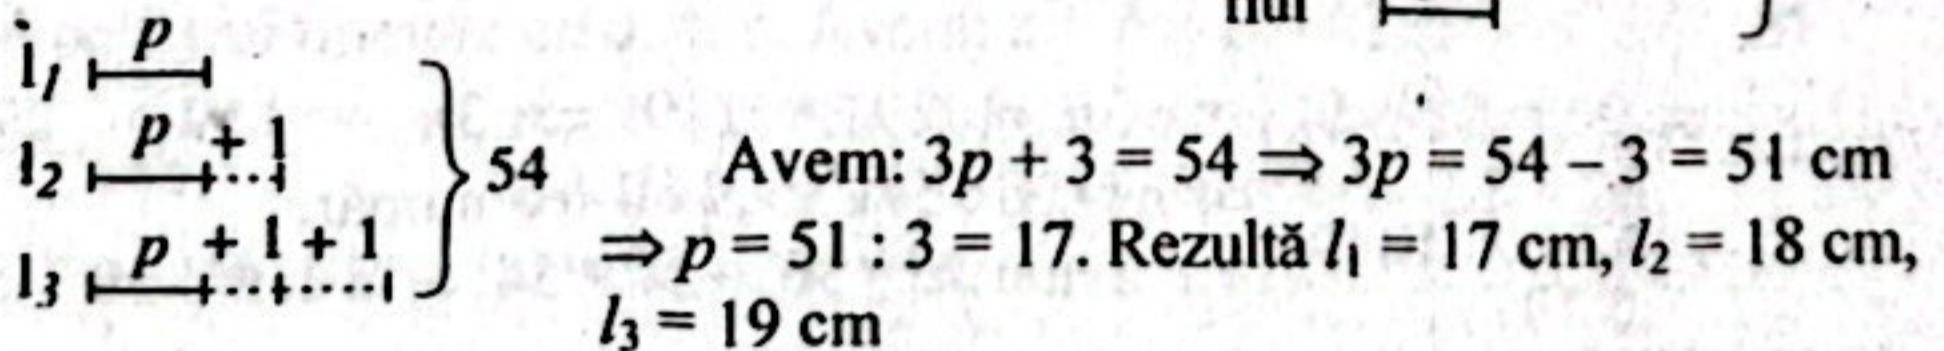 l₁ p
l₂ p + 1
l₃ p + 1 + 1
54
Avem: 3p + 3 = 54 ⇒ 3p = 54 – 3 = 51 cm
⇒ p = 51 : 3 = 17. Rezultă l₁ = 17 cm, l₂ = 18 cm,
l₃ = 19 cm